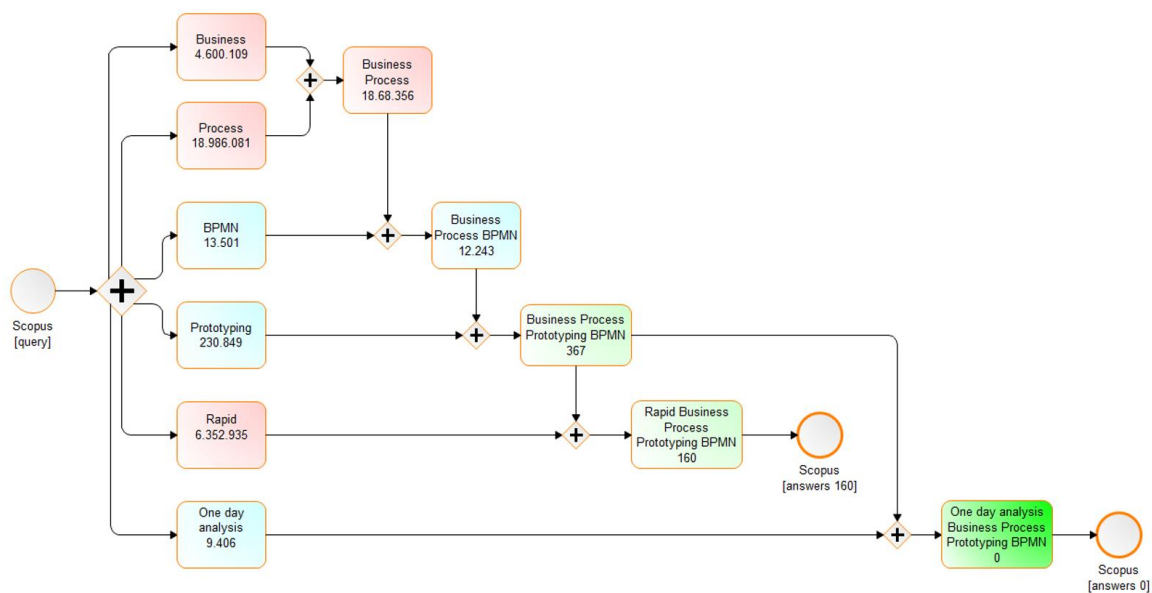 Business
4.600.109
Business
Process
18.68.356
Process
18.986.081
BPMN
13.501
Business
Process BPMN
12.243
Scopus
[query]
Prototyping
230.849
Business Process
Prototyping BPMN
367
Rapid
6.352.935
Rapid Business
Process
Prototyping BPMN
160
Scopus
[answers 160]
One day
analysis
9.406
One day analysis
Business Process
Prototyping BPMN
0
Scopus
[answers 0]